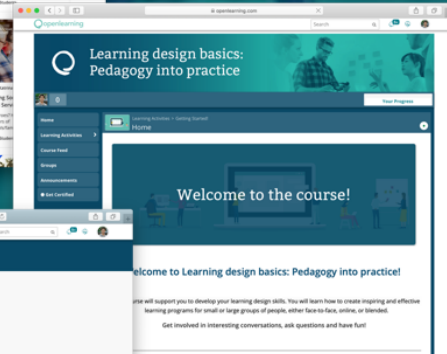 openlearning.com
openlearning
Search
Learning design basics:
Pedagogy into practice
0
Your Progress
Home
Learning Activities
Course Feed
Groups
Announcements
Get Certified
Learning Activities > Getting Started
Home
Welcome to the course!
elcome to Learning design basics: Pedagogy into practice!
rse will support you to develop your learning design skills. You will learn how to create inspiring and effective
learning programs for small or large groups of people, either face-to-face, online, or blended.
Get involved in interesting conversations, ask questions and have fun!